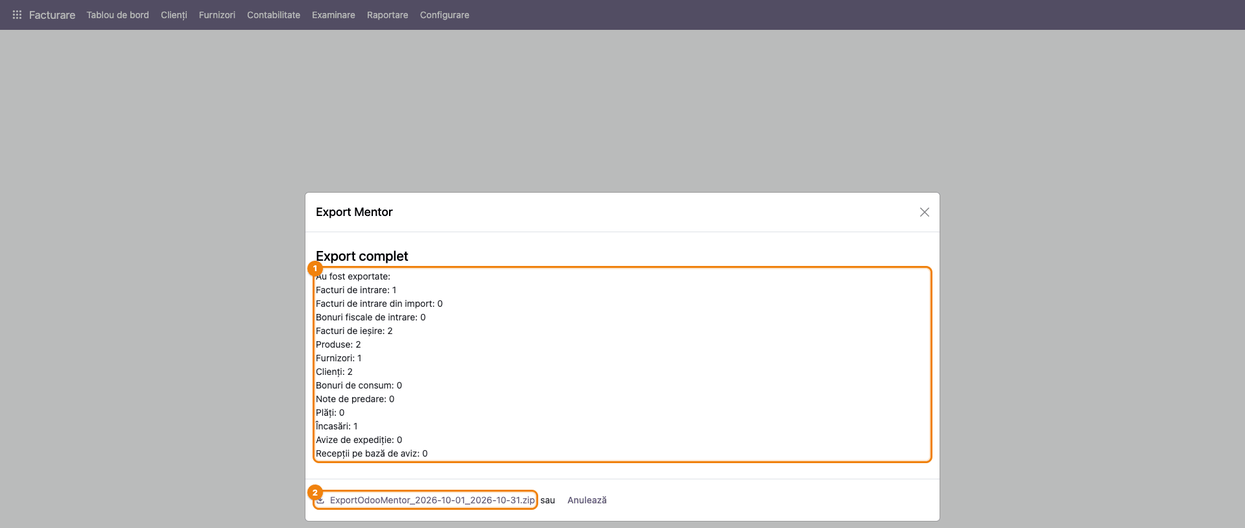 Facturare Tablou de bord Clienți Furnizori Contabilitate Examinare Raportare Configurare
Export Mentor
Export complet
1
Au fost exportate:
Facturi de intrare: 1
Facturi de intrare din import: 0
Bonuri fiscale de intrare: 0
Facturi de ieșire: 2
Produse: 2
Furnizori: 1
Clienți: 2
Bonuri de consum: 0
Note de predare: 0
Plăți: 0
Încasări: 1
Avize de expediție: 0
Recepții pe bază de aviz: 0
2
ExportOdooMentor_2026-10-01_2026-10-31.zip sau Anulează